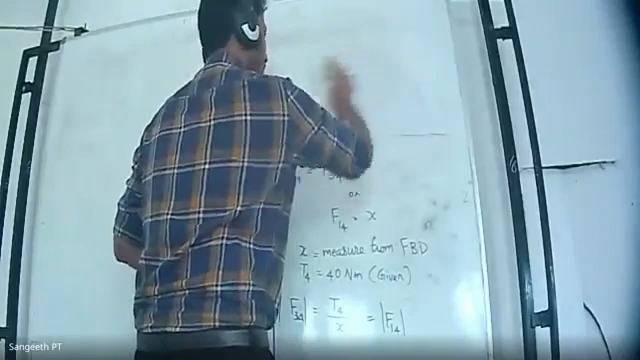 or
F₁₄ · x
x = measure from FBD
T₄ = 40 Nm (Given)
|F₃₄| = T₄/x = |F₁₄|
Sangeeth PT